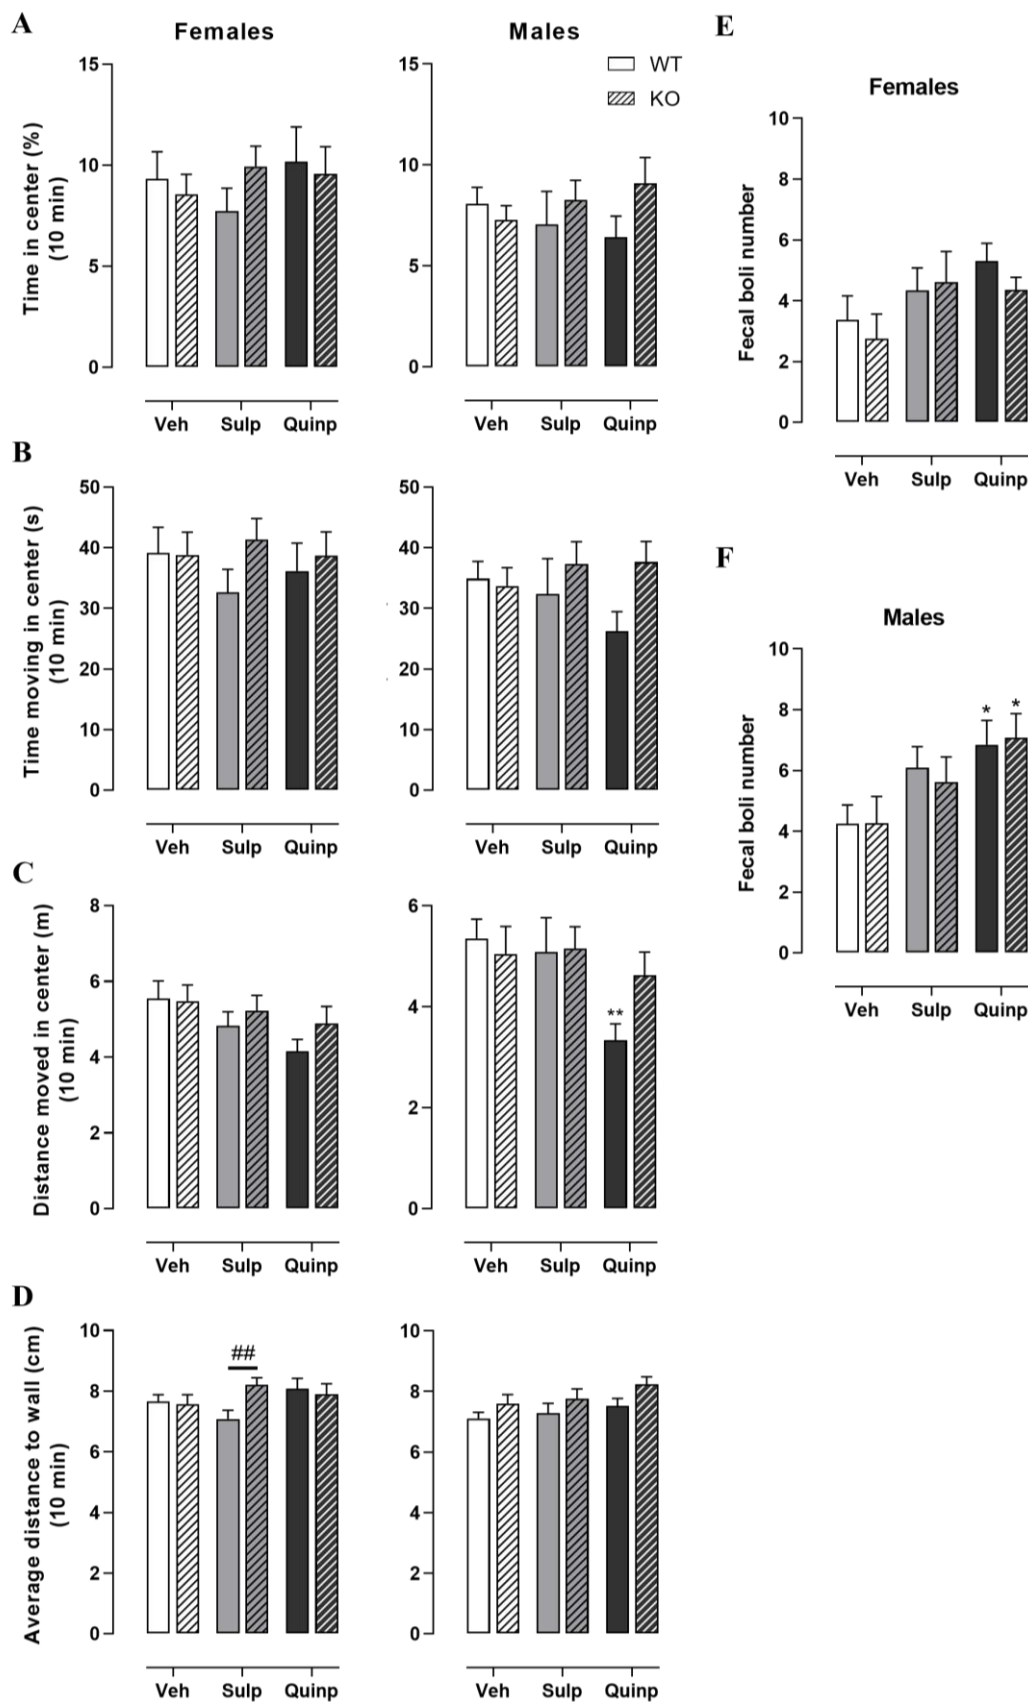 A
Females
Males
WT
KO
Time in center (%)
(10 min)
15
10
5
0
Veh Sulp Quinp
15
10
5
0
Veh Sulp Quinp
B
Time moving in center (s)
(10 min)
50
40
30
20
10
0
Veh Sulp Quinp
50
40
30
20
10
0
Veh Sulp Quinp
C
Distance moved in center (m)
(10 min)
8
6
4
2
0
Veh Sulp Quinp
6
4
2
0
**
Veh Sulp Quinp
D
Average distance to wall (cm)
(10 min)
10
8
6
4
2
0
##
Veh Sulp Quinp
10
8
6
4
2
0
Veh Sulp Quinp
E
Females
Fecal boli number
10
8
6
4
2
0
Veh Sulp Quinp
F
Males
Fecal boli number
10
8
6
4
2
0
* *
Veh Sulp Quinp